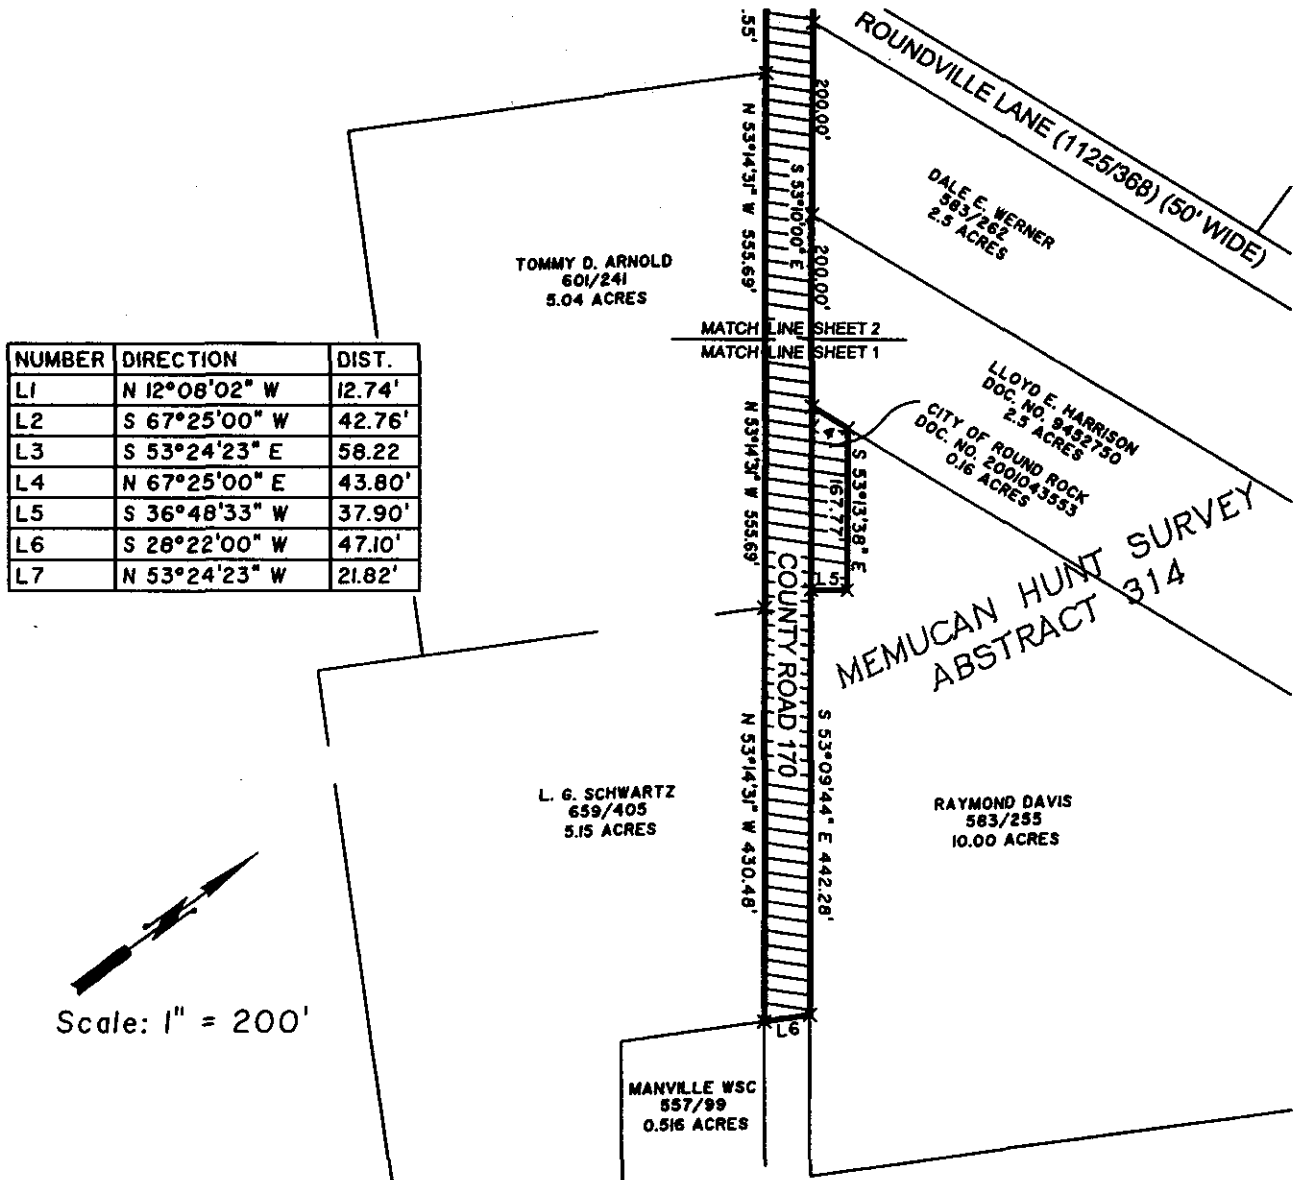 .55'
ROUNDVILLE LANE (1125/368) (50' WIDE)
200.00'
N 53°14'31" W 555.69'
S 53°10'00" E
200.00'
DALE E. WERNER
583/262
2.5 ACRES
TOMMY D. ARNOLD
601/241
5.04 ACRES
MATCH LINE SHEET 2
MATCH LINE SHEET 1
NUMBER DIRECTION DIST.
L1 N 12°08'02" W 12.74'
L2 S 67°25'00" W 42.76'
L3 S 53°24'23" E 58.22
L4 N 67°25'00" E 43.80'
L5 S 36°48'33" W 37.90'
L6 S 28°22'00" W 47.10'
L7 N 53°24'23" W 21.82'
LLOYD E. HARRISON
DOC. NO. 9452750
2.5 ACRES
CITY OF ROUND ROCK
DOC. NO. 2001043553
0.16 ACRES
N 53°14'31" W 555.69'
S 53°13'38" E
167.77'
L5
COUNTY ROAD 170
MEMUCAN HUNT SURVEY
ABSTRACT 314
N 53°14'31" W 430.48'
S 53°09'44" E 442.28'
L. G. SCHWARTZ
659/405
5.15 ACRES
RAYMOND DAVIS
583/255
10.00 ACRES
Scale: 1" = 200'
L6
MANVILLE WSC
557/99
0.516 ACRES